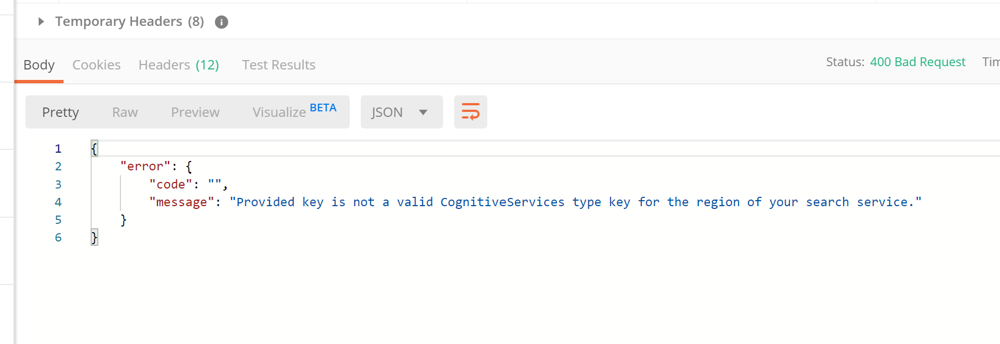 Temporary Headers (8)
Body Cookies Headers (12) Test Results Status: 400 Bad Request
Pretty Raw Preview Visualize BETA JSON
1 {
2 "error": {
3 "code": "",
4 "message": "Provided key is not a valid CognitiveServices type key for the region of your search service."
5 }
6 }